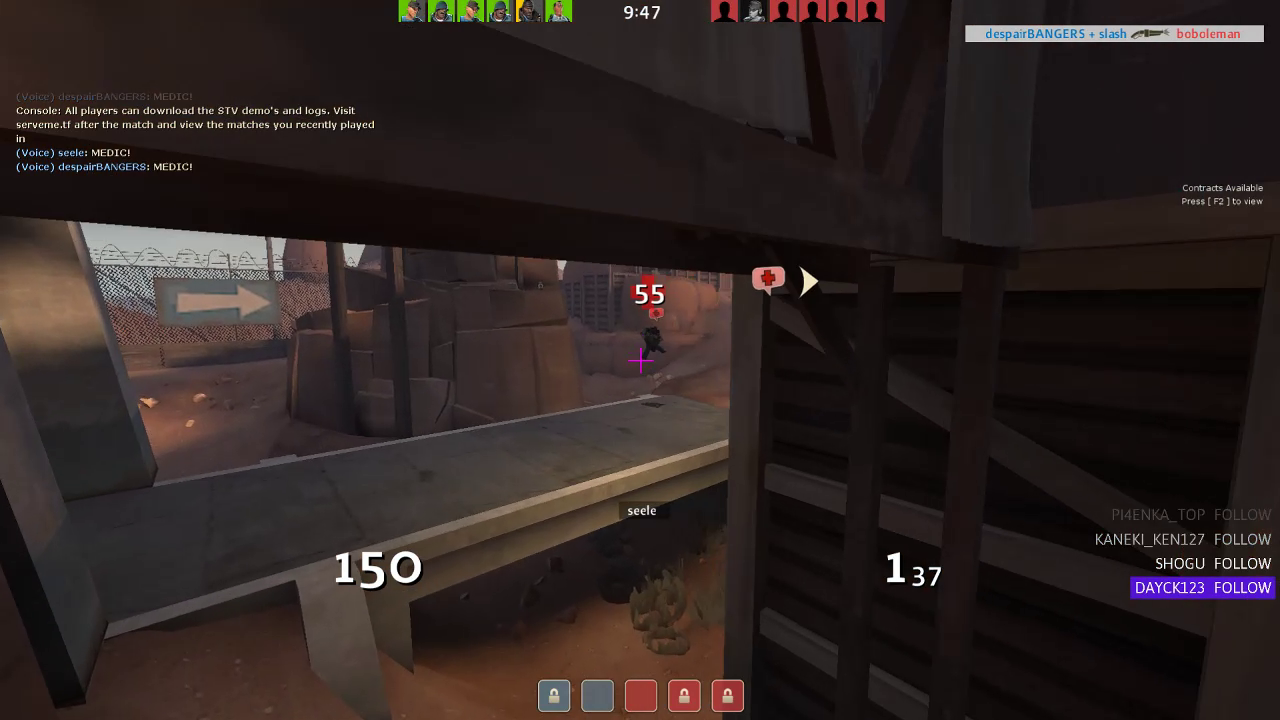 9:47
despairBANGERS + slash boboleman
(Voice) despairBANGERS: MEDIC!
Console: All players can download the STV demo's and logs. Visit
serveme.tf after the match and view the matches you recently played
in
(Voice) seele: MEDIC!
(Voice) despairBANGERS: MEDIC!
Contracts Available
Press [ F2 ] to view
55
seele
PI4ENKA_TOP FOLLOW
KANEKI_KEN127 FOLLOW
SHOGU FOLLOW
DAYCK123 FOLLOW
150
1 37